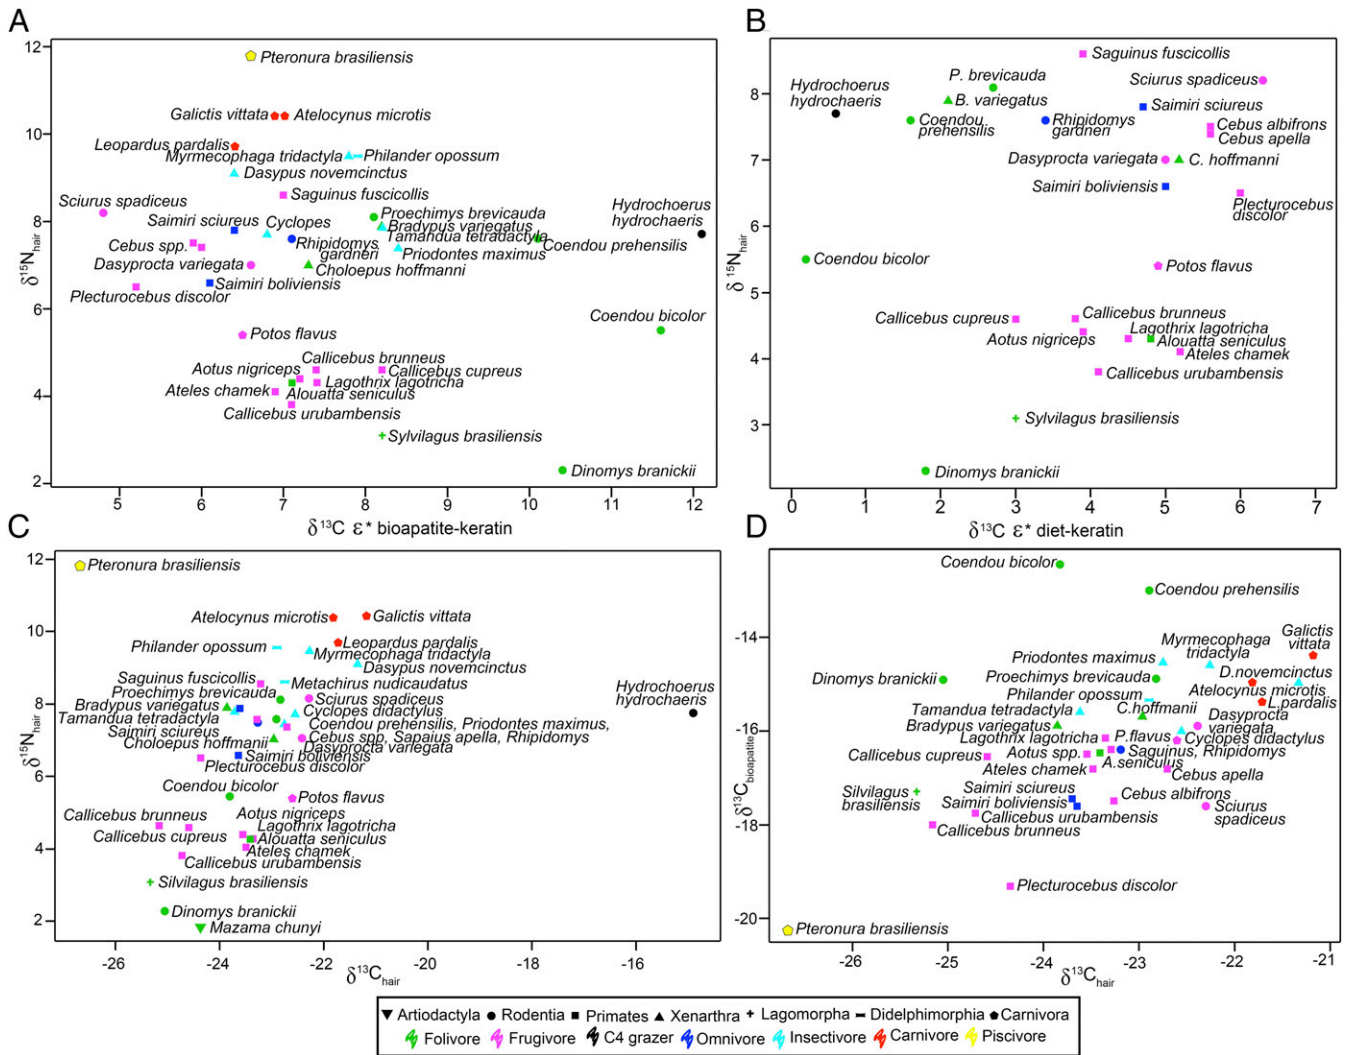 A
12
10
8
6
4
2
δ15Nhair
Pteronura brasiliensis
Galictis vittata
Atelocynus microtis
Leopardus pardalis
Myrmecophaga tridactyla
Philander opossum
Dasypus novemcinctus
Sciurus spadiceus
Saguinus fuscicollis
Hydrochoerus
hydrochaeris
Saimiri sciureus
Cyclopes
Proechimys brevicauda
Bradypus variegatus
Tamandua tetradactyla
Coendou prehensilis
Cebus spp.
Rhipidomys
gardneri
Priodontes maximus
Dasyprocta variegata
Choloepus hoffmanni
Saimiri boliviensis
Plecturocebus discolor
Coendou bicolor
Potos flavus
Callicebus brunneus
Aotus nigriceps
Callicebus cupreus
Lagothrix lagotricha
Ateles chamek
Alouatta seniculus
Callicebus urubambensis
Sylvilagus brasiliensis
Dinomys branickii
5 6 7 8 9 10 11 12
δ13C ε* bioapatite-keratin
B
8
7
6
5
4
3
δ15Nhair
Saguinus fuscicollis
P. brevicauda
Sciurus spadiceus
Hydrochoerus
hydrochaeris
B. variegatus
Saimiri sciureus
Coendou
prehensilis
Rhipidomys
gardneri
Cebus albifrons
Cebus apella
Dasyprocta variegata
C. hoffmanni
Saimiri boliviensis
Plecturocebus
discolor
Coendou bicolor
Potos flavus
Callicebus cupreus
Callicebus brunneus
Aotus nigriceps
Lagothrix lagotricha
Alouatta seniculus
Ateles chamek
Callicebus urubambensis
Sylvilagus brasiliensis
Dinomys branickii
0 1 2 3 4 5 6 7
δ13C ε* diet-keratin
C
12
10
8
6
4
2
δ15Nhair
Pteronura brasiliensis
Atelocynus microtis
Galictis vittata
Philander opossum
Leopardus pardalis
Myrmecophaga tridactyla
Dasypus novemcinctus
Saguinus fuscicollis
Metachirus nudicaudatus
Proechimys brevicauda
Sciurus spadiceus
Hydrochoerus
hydrochaeris
Bradypus variegatus
Cyclopes didactylus
Tamandua tetradactyla
Coendou prehensilis, Priodontes maximus,
Saimiri sciureus
Cebus spp, Sapaius apella, Rhipidomys
Choloepus hoffmanii
Dasyprocta variegata
Saimiri boliviensis
Plecturocebus discolor
Coendou bicolor
Potos flavus
Callicebus brunneus
Aotus nigriceps
Callicebus cupreus
Lagothrix lagotricha
Alouatta seniculus
Ateles chamek
Callicebus urubambensis
Silvilagus brasiliensis
Dinomys branickii
Mazama chunyi
-26 -24 -22 -20 -18 -16
δ13Chair
D
-14
-16
-18
-20
δ13Cbioapatite
Coendou bicolor
Coendou prehensilis
Galictis
vittata
Myrmecophaga
tridactyla
Priodontes maximus
Dinomys branickii
Proechimys brevicauda
D.novemcinctus
Philander opossum
Atelocynus microtis
Tamandua tetradactyla
C.hoffmanii
L.pardalis
Bradypus variegatus
Dasyprocta
variegata
Lagothrix lagotricha
P.flavus
Cyclopes didactylus
Callicebus cupreus
Aotus spp.
Saguinus, Rhipidomys
A.seniculus
Ateles chamek
Cebus apella
Silvilagus
brasiliensis
Saimiri sciureus
Saimiri boliviensis
Cebus albifrons
Callicebus urubambensis
Sciurus
spadiceus
Callicebus brunneus
Plecturocebus discolor
Pteronura brasiliensis
-26 -25 -24 -23 -22 -21
δ13Chair
Artiodactyla Rodentia Primates Xenarthra Lagomorpha Didelphimorphia Carnivora
Folivore Frugivore C4 grazer Omnivore Insectivore Carnivore Piscivore